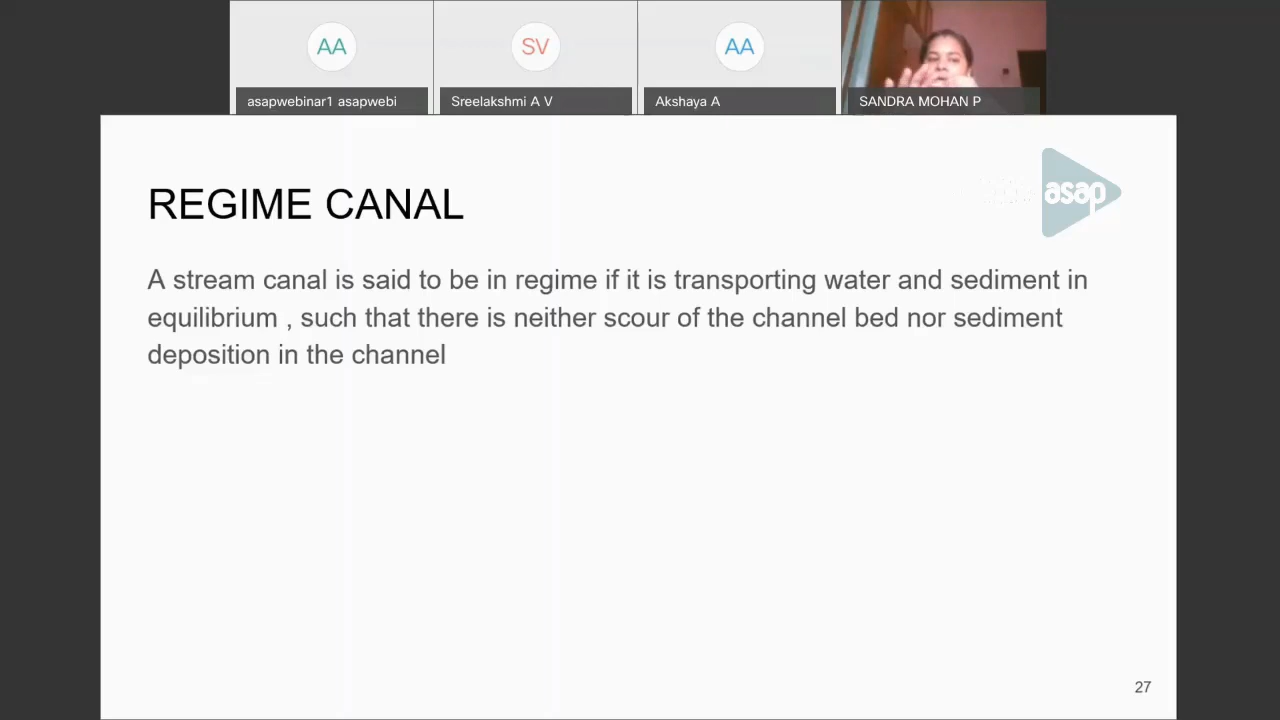 AA
SV
AA
asapwebinar1 asapwebi
Sreelakshmi A V
Akshaya A
SANDRA MOHAN P
asap
REGIME CANAL
A stream canal is said to be in regime if it is transporting water and sediment in
equilibrium , such that there is neither scour of the channel bed nor sediment
deposition in the channel
27